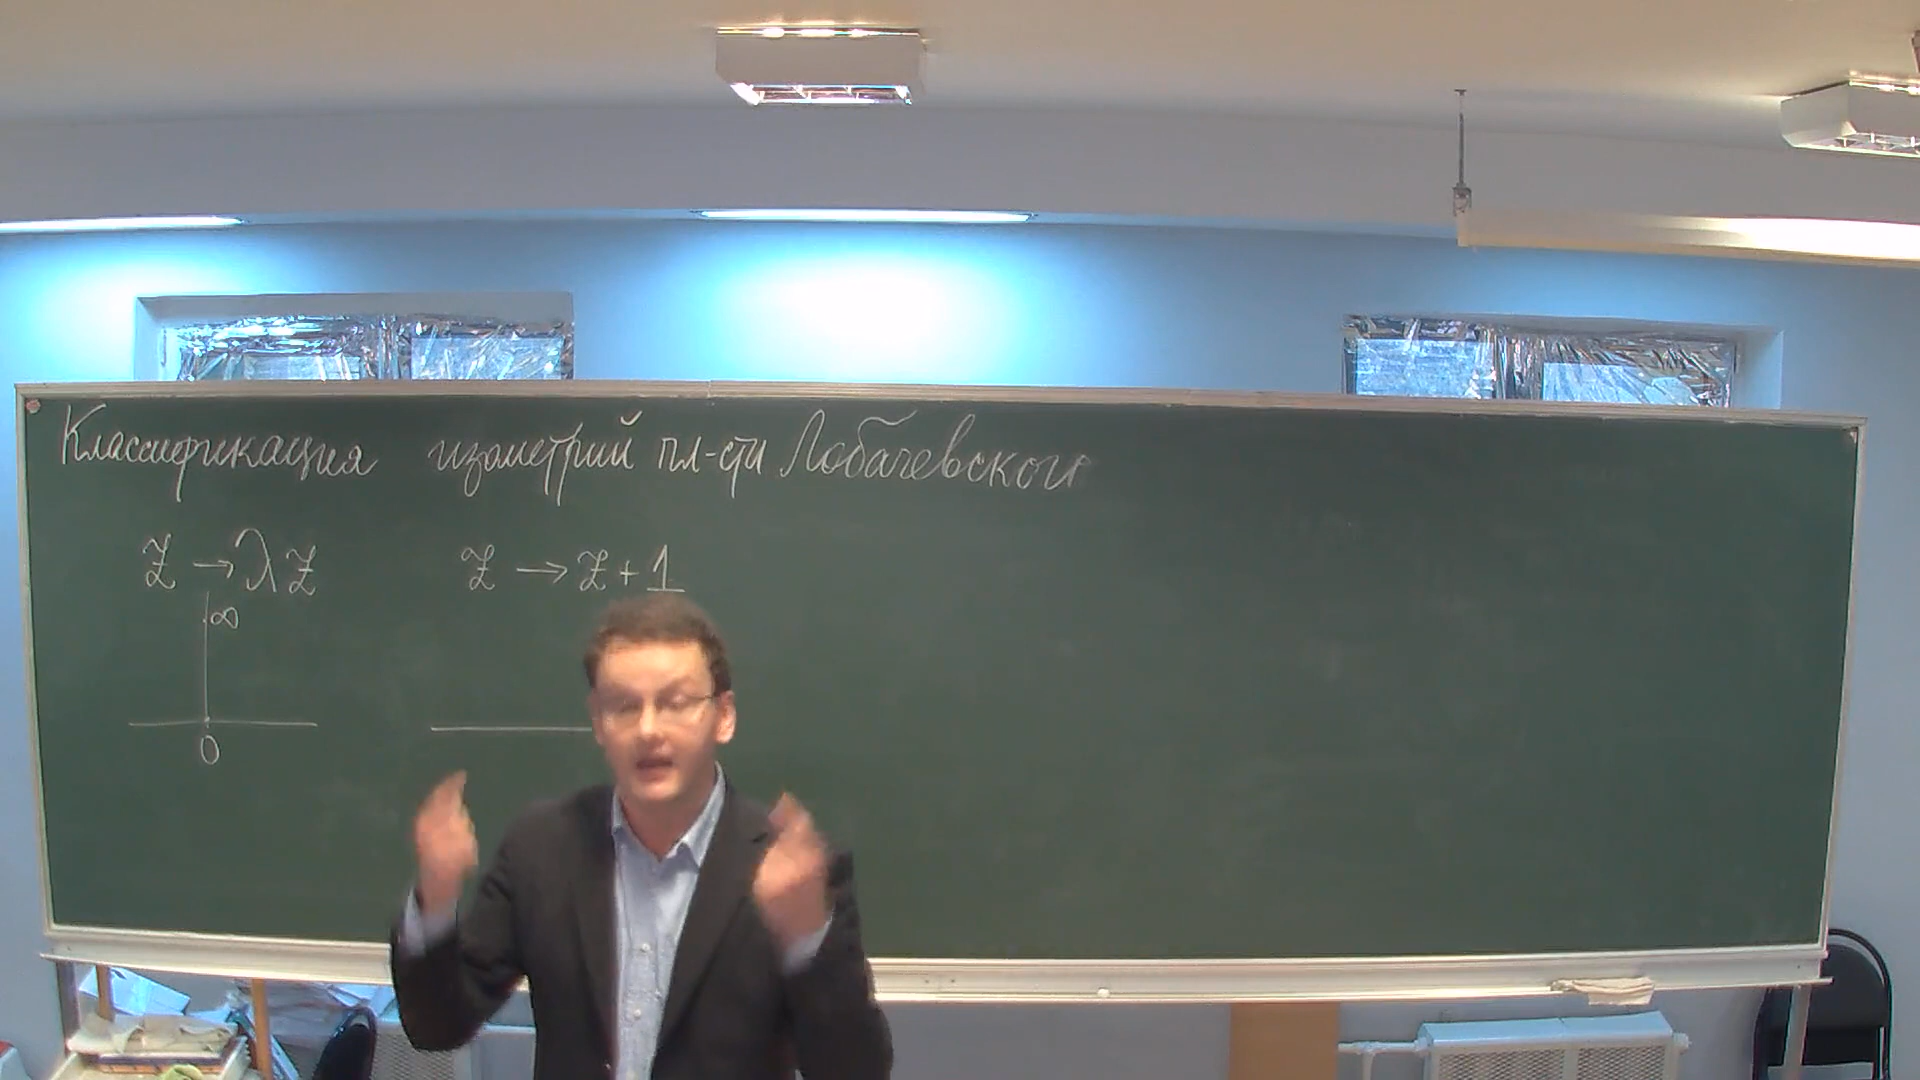 Классификация изометрий пл-сти Лобачевского
z → λz
z → z + 1
∞
0